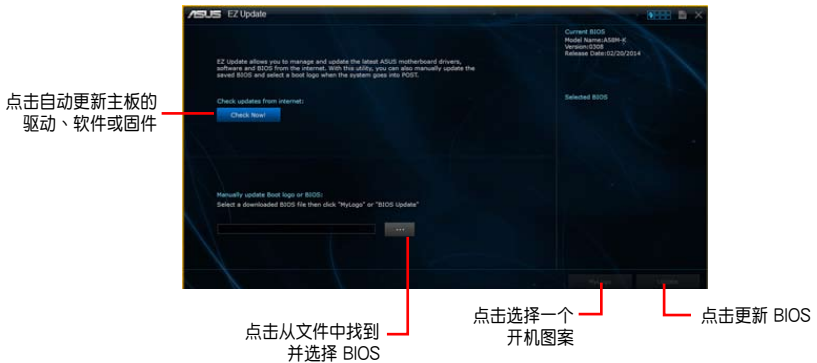 ASUS EZ Update
Current BIOS
Model Name:A58M-K
Version:0308
Release Date:02/20/2014
EZ Update allows you to manage and update the latest ASUS motherboard drivers,
software and BIOS from the internet. With this utility, you can also manually update the
saved BIOS and select a boot logo when the system goes into POST.
Check updates from internet:
Check Now!
Selected BIOS
点击自动更新主板的
驱动、软件或固件
Manually update Boot logo or BIOS:
Select a downloaded BIOS file then click "MyLogo" or "BIOS Update"
...
点击从文件中找到
并选择 BIOS
点击选择一个
开机图案
点击更新 BIOS